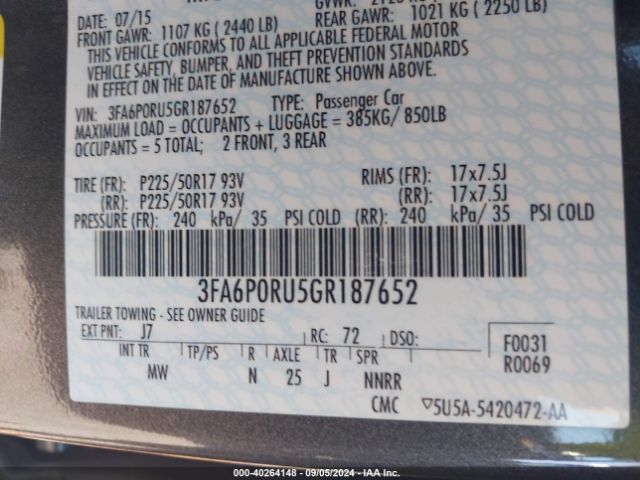 DATE: 07/15
FRONT GAWR: 1107 KG ( 2440 LB) REAR GAWR: 1021 KG ( 2250 LB)
THIS VEHICLE CONFORMS TO ALL APPLICABLE FEDERAL MOTOR
VEHICLE SAFETY, BUMPER, AND THEFT PREVENTION STANDARDS
IN EFFECT ON THE DATE OF MANUFACTURE SHOWN ABOVE.
VIN: 3FA6P0RU5GR187652 TYPE: Passenger Car
MAXIMUM LOAD = OCCUPANTS + LUGGAGE = 385KG/ 850LB
OCCUPANTS = 5 TOTAL; 2 FRONT, 3 REAR
TIRE (FR): P225/50R17 93V RIMS (FR): 17x7.5J
(RR): P225/50R17 93V (RR): 17x7.5J
PRESSURE (FR): 240 kPa/ 35 PSI COLD (RR): 240 kPa/ 35 PSI COLD
3FA6P0RU5GR187652
TRAILER TOWING - SEE OWNER GUIDE
EXT PNT: J7 RC: 72 DSO: F0031
INT TR TP/PS R AXLE TR SPR R0069
MW N 25 J NNRR
CMC ▽5U5A-5420472-AA
000-40264148 - 09/05/2024 - IAA Inc.